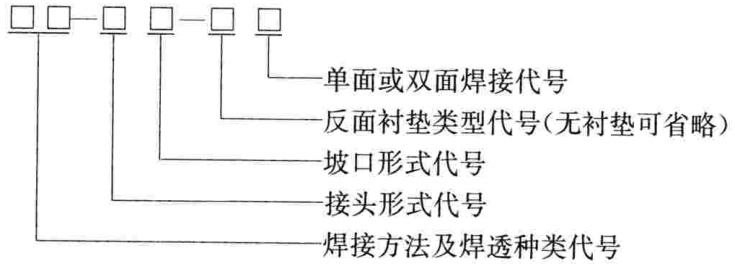 □□—□□—□□
单面或双面焊接代号
反面衬垫类型代号(无衬垫可省略)
坡口形式代号
接头形式代号
焊接方法及焊透种类代号